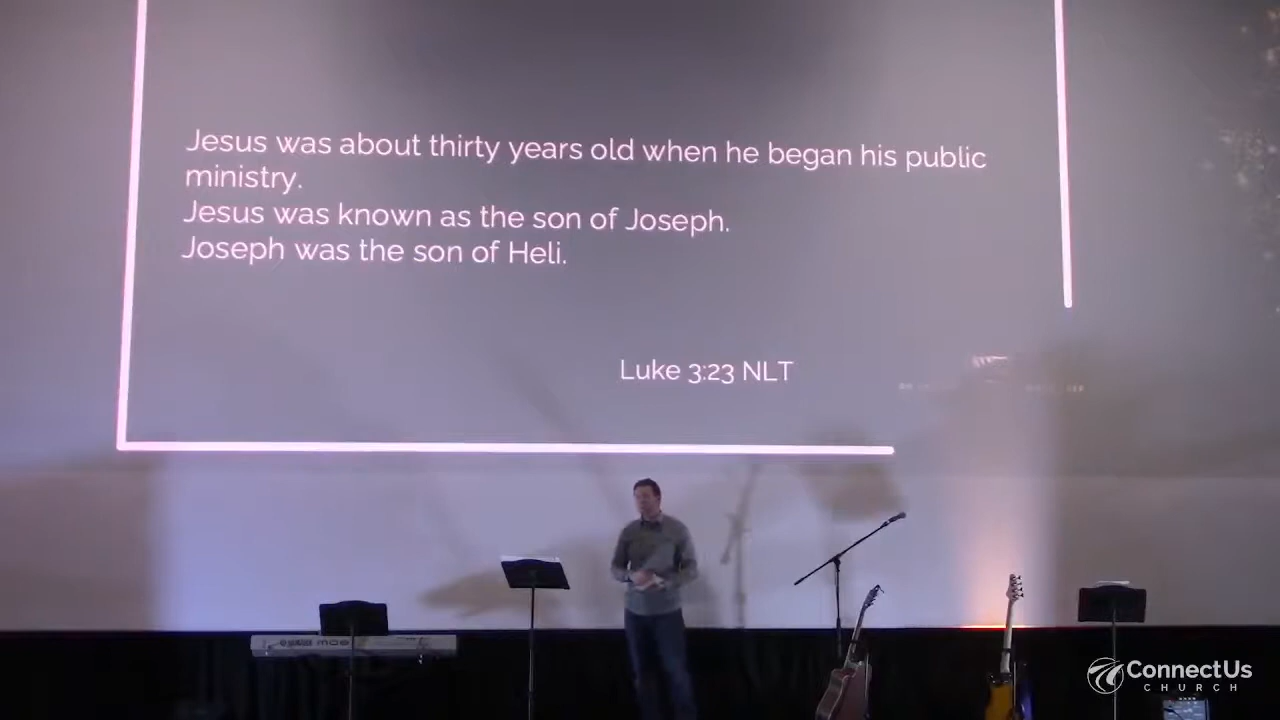 Jesus was about thirty years old when he began his public
ministry.
Jesus was known as the son of Joseph.
Joseph was the son of Heli.
Luke 3:23 NLT
ConnectUs
CHURCH